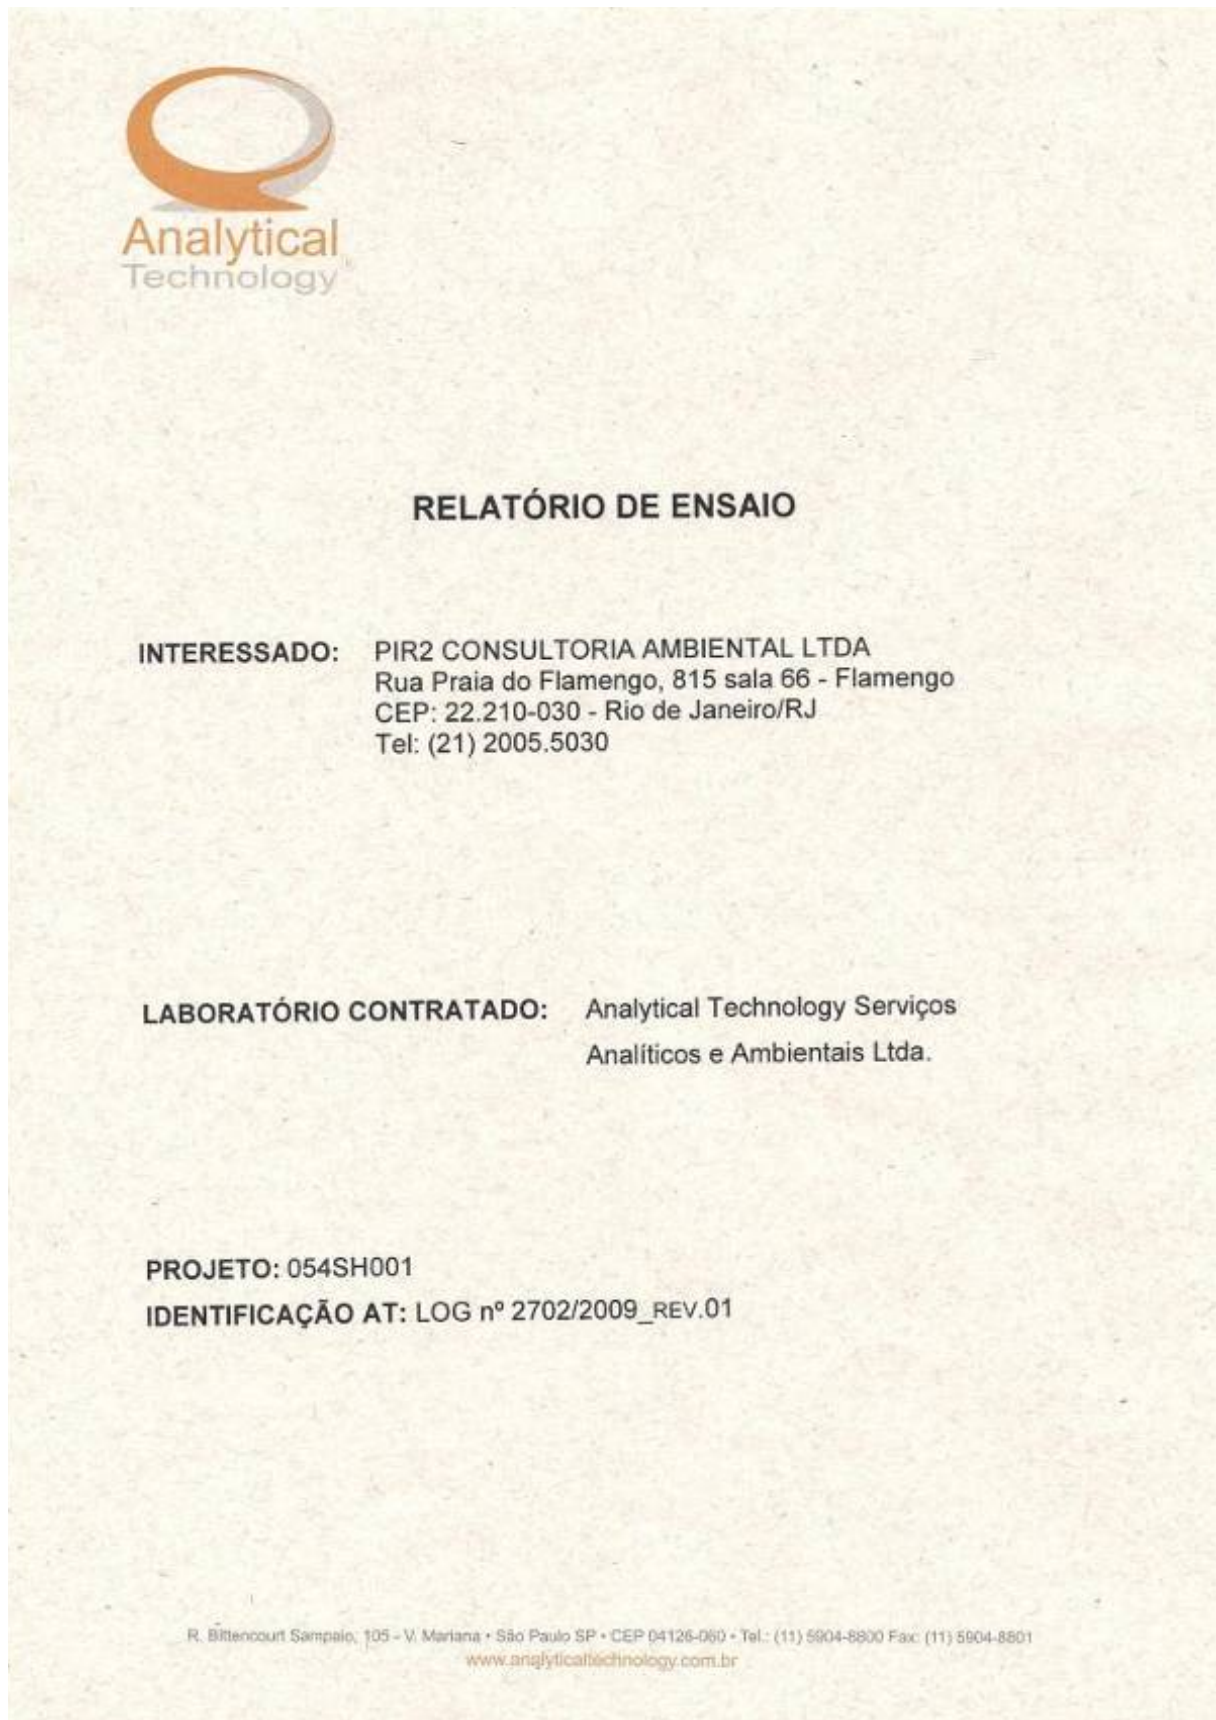 Analytical
Technology
RELATÓRIO DE ENSAIO
INTERESSADO: PIR2 CONSULTORIA AMBIENTAL LTDA
Rua Praia do Flamengo, 815 sala 66 - Flamengo
CEP: 22.210-030 - Rio de Janeiro/RJ
Tel: (21) 2005.5030
LABORATÓRIO CONTRATADO: Analytical Technology Serviços
Analíticos e Ambientais Ltda.
PROJETO: 054SH001
IDENTIFICAÇÃO AT: LOG nº 2702/2009_REV.01
R. Bittencourt Sampaio, 105 - V. Mariana • São Paulo SP • CEP 04126-060 • Tel.: (11) 5904-8800 Fax: (11) 5904-8801
www.analyticaltechnology.com.br